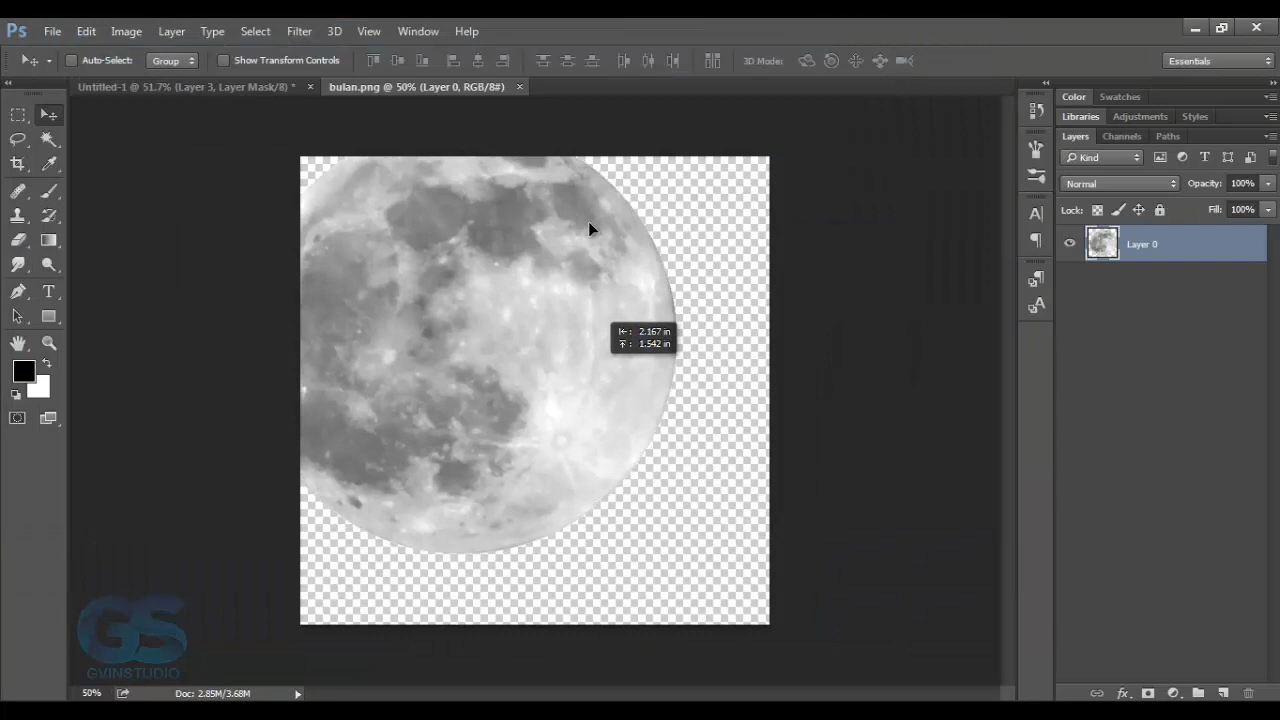 Ps File Edit Image Layer Type Select Filter 3D View Window Help
Auto-Select: Group Show Transform Controls 3D Mode: Essentials
Untitled-1 @ 51.7% (Layer 3, Layer Mask/8) * × bulan.png @ 50% (Layer 0, RGB/8#) ×
Color Swatches
Libraries Adjustments Styles
Layers Channels Paths
Kind
Normal Opacity: 100%
Lock: Fill: 100%
Layer 0
2.167 in
1.542 in
GS
GVINSTUDIO
50% Doc: 2.85M/3.68M